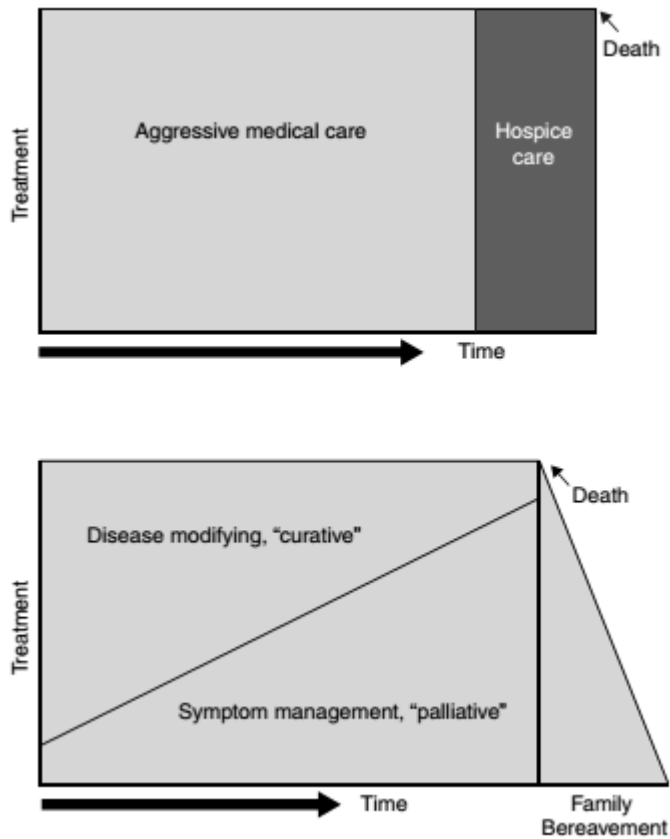 Death
Treatment
Aggressive medical care
Hospice
care
Time
Death
Disease modifying, “curative”
Treatment
Symptom management, “palliative”
Time
Family
Bereavement